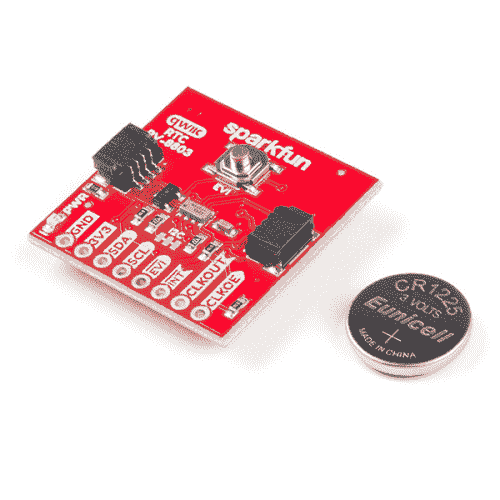 qwiic
RTC
RV-8803
sparkfun
EVI
PWR
GND
3V3
SDA
SCL
EVI
INT
CLKOUT
CLKOE
I2C
CR1225
3 VOLTS
Eunicell
+
MADE IN CHINA